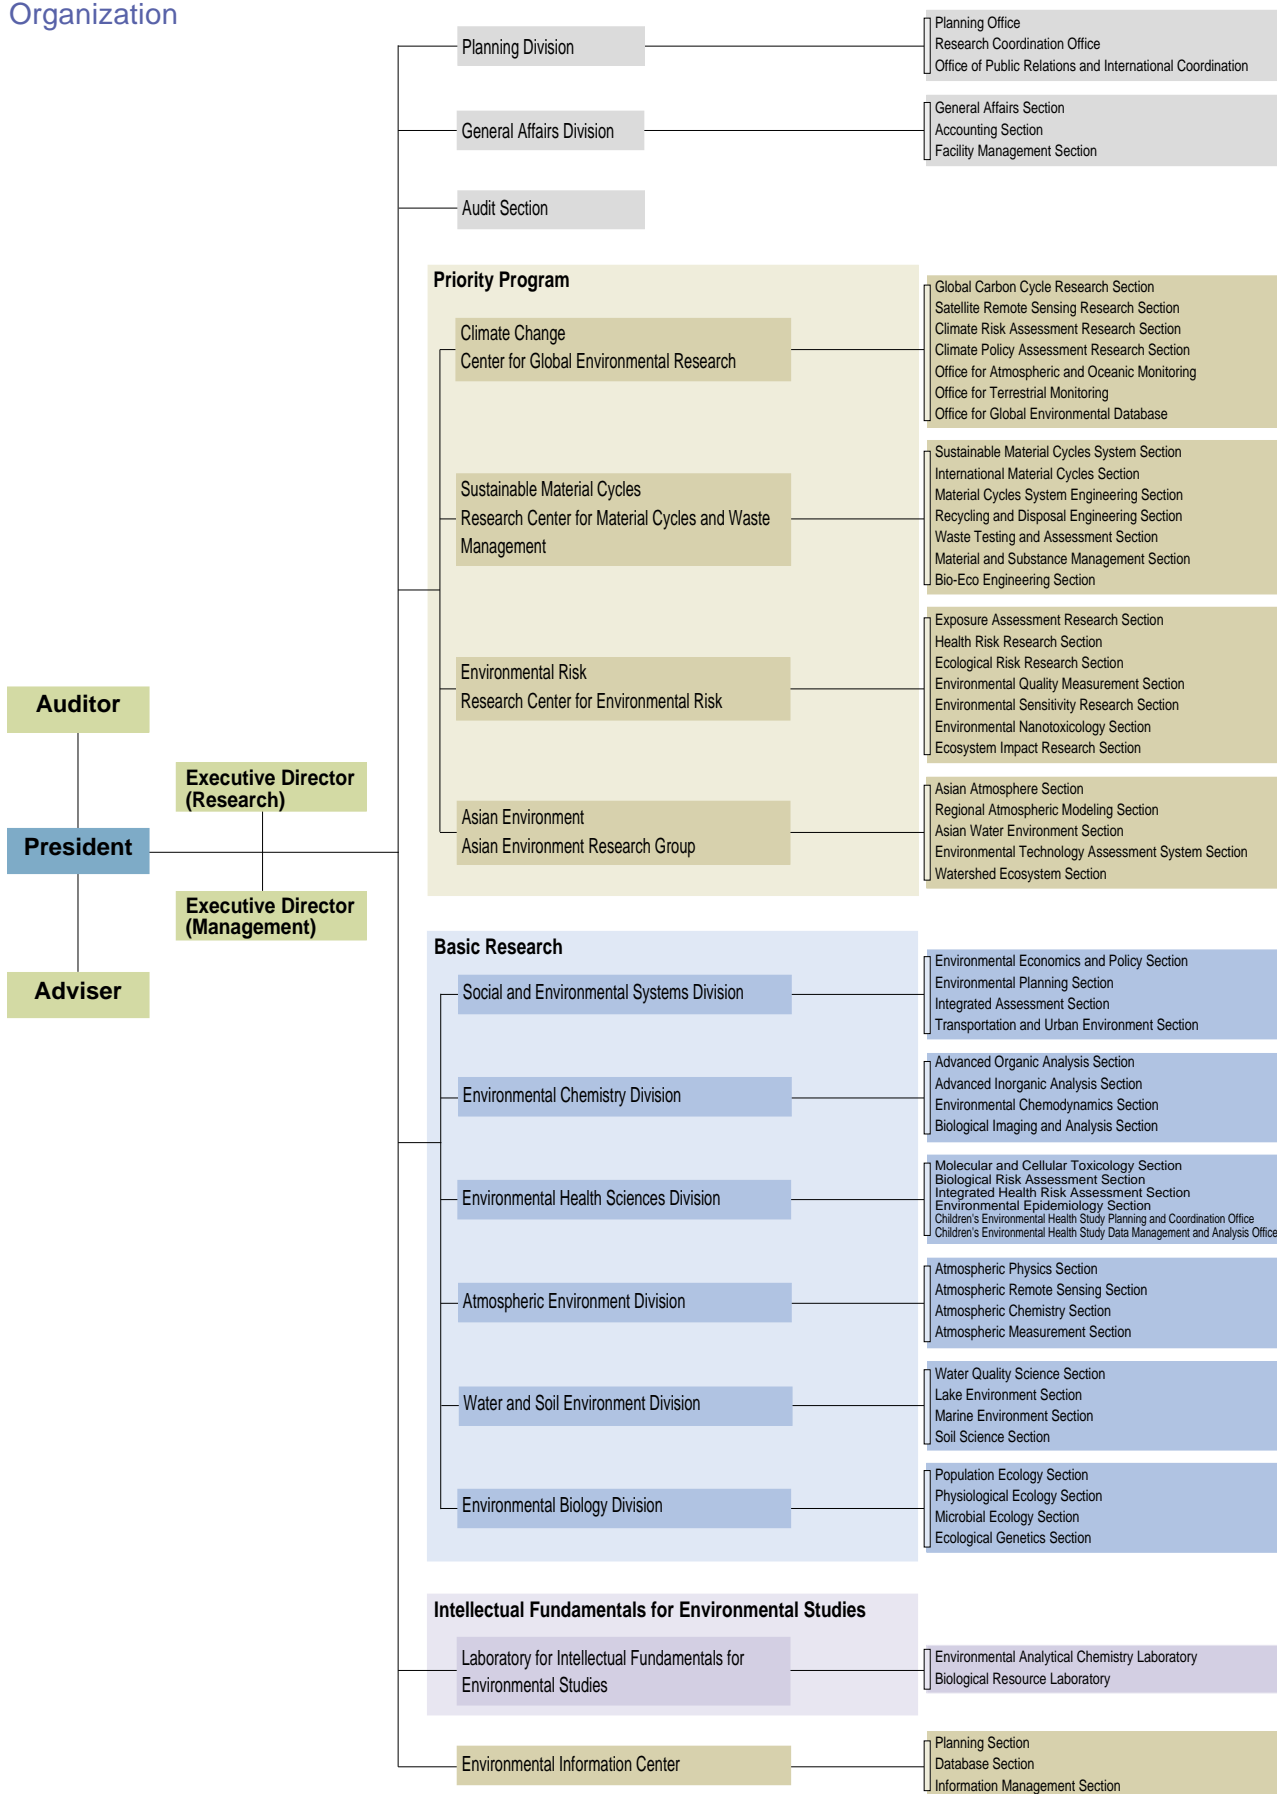 Organization
Planning Division
Planning Office
Research Coordination Office
Office of Public Relations and International Coordination
General Affairs Division
General Affairs Section
Accounting Section
Facility Management Section
Audit Section
Priority Program
Climate Change
Center for Global Environmental Research
Global Carbon Cycle Research Section
Satellite Remote Sensing Research Section
Climate Risk Assessment Research Section
Climate Policy Assessment Research Section
Office for Atmospheric and Oceanic Monitoring
Office for Terrestrial Monitoring
Office for Global Environmental Database
Sustainable Material Cycles
Research Center for Material Cycles and Waste
Management
Sustainable Material Cycles System Section
International Material Cycles Section
Material Cycles System Engineering Section
Recycling and Disposal Engineering Section
Waste Testing and Assessment Section
Material and Substance Management Section
Bio-Eco Engineering Section
Environmental Risk
Research Center for Environmental Risk
Exposure Assessment Research Section
Health Risk Research Section
Ecological Risk Research Section
Environmental Quality Measurement Section
Environmental Sensitivity Research Section
Environmental Nanotoxicology Section
Ecosystem Impact Research Section
Asian Environment
Asian Environment Research Group
Asian Atmosphere Section
Regional Atmospheric Modeling Section
Asian Water Environment Section
Environmental Technology Assessment System Section
Watershed Ecosystem Section
Auditor
Executive Director
(Research)
President
Executive Director
(Management)
Adviser
Basic Research
Social and Environmental Systems Division
Environmental Economics and Policy Section
Environmental Planning Section
Integrated Assessment Section
Transportation and Urban Environment Section
Environmental Chemistry Division
Advanced Organic Analysis Section
Advanced Inorganic Analysis Section
Environmental Chemodynamics Section
Biological Imaging and Analysis Section
Environmental Health Sciences Division
Molecular and Cellular Toxicology Section
Biological Risk Assessment Section
Integrated Health Risk Assessment Section
Environmental Epidemiology Section
Children's Environmental Health Study Planning and Coordination Office
Children's Environmental Health Study Data Management and Analysis Office
Atmospheric Environment Division
Atmospheric Physics Section
Atmospheric Remote Sensing Section
Atmospheric Chemistry Section
Atmospheric Measurement Section
Water and Soil Environment Division
Water Quality Science Section
Lake Environment Section
Marine Environment Section
Soil Science Section
Environmental Biology Division
Population Ecology Section
Physiological Ecology Section
Microbial Ecology Section
Ecological Genetics Section
Intellectual Fundamentals for Environmental Studies
Laboratory for Intellectual Fundamentals for
Environmental Studies
Environmental Analytical Chemistry Laboratory
Biological Resource Laboratory
Environmental Information Center
Planning Section
Database Section
Information Management Section